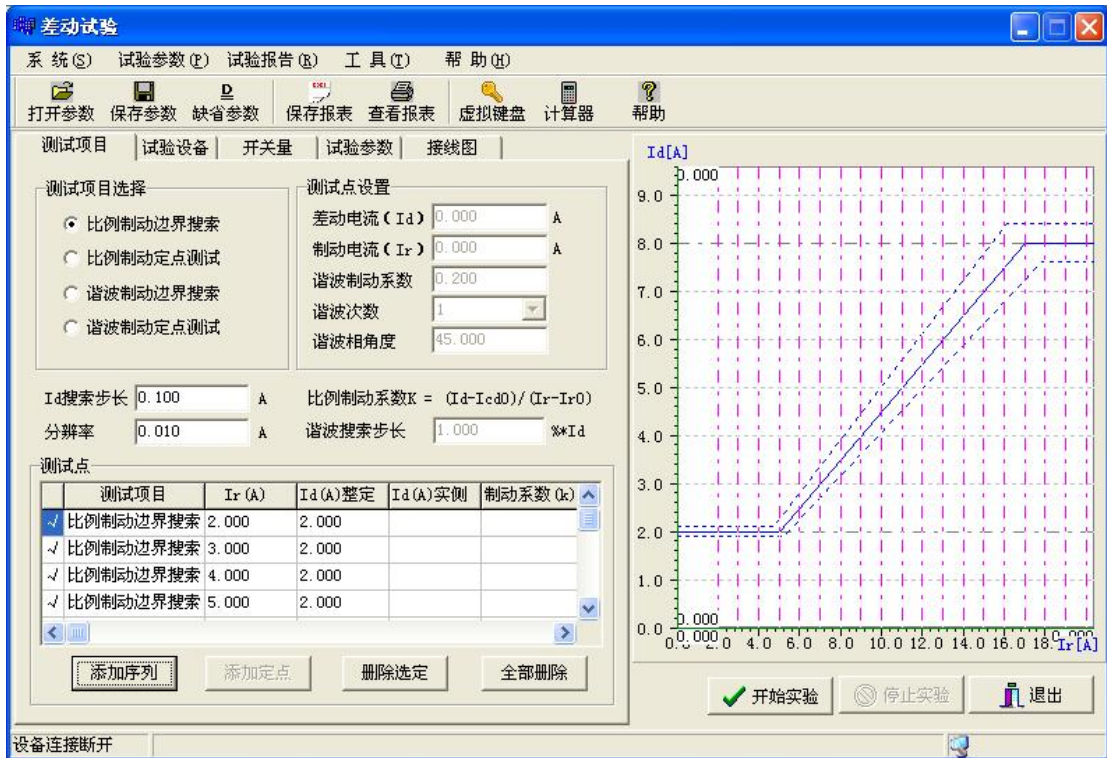 差动试验
系 统(S) 试验参数(P) 试验报告(R) 工 具(T) 帮 助(H)
打开参数 保存参数 缺省参数 保存报表 查看报表 虚拟键盘 计算器 帮助
测试项目 试验设备 开关量 试验参数 接线图
测试项目选择
比例制动边界搜索
比例制动定点测试
谐波制动边界搜索
谐波制动定点测试
测试点设置
差动电流(Id) 0.000 A
制动电流(Ir) 0.000 A
谐波制动系数 0.200
谐波次数 1
谐波相角度 45.000
Id搜索步长 0.100 A 比例制动系数K = (Id-Icd0)/(Ir-Ir0)
分辨率 0.010 A 谐波搜索步长 1.000 %*Id
测试点
测试项目 Ir(A) Id(A)整定 Id(A)实侧 制动系数(k)
比例制动边界搜索 2.000 2.000
比例制动边界搜索 3.000 2.000
比例制动边界搜索 4.000 2.000
比例制动边界搜索 5.000 2.000
添加序列 添加定点 删除选定 全部删除
Id[A]
0.000
9.0
8.0
7.0
6.0
5.0
4.0
3.0
2.0
1.0
0.000
0.0
0.000 2.0 4.0 6.0 8.0 10.0 12.0 14.0 16.0 18.0 Ir[A]
开始实验 停止实验 退出
设备连接断开